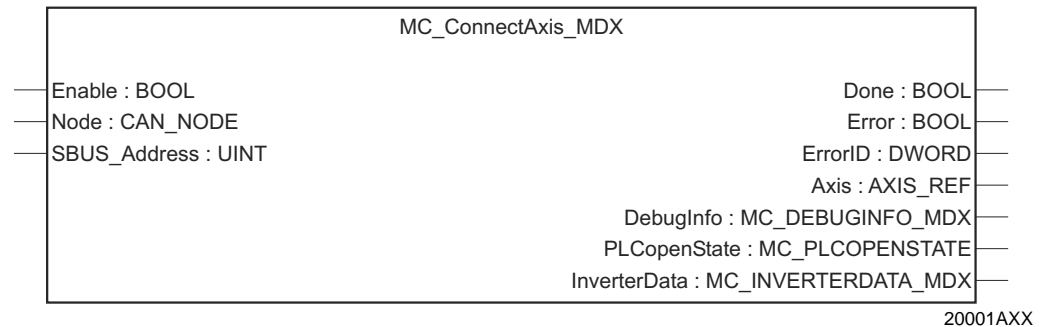 MC_ConnectAxis_MDX
Enable : BOOL
Done : BOOL
Node : CAN_NODE
Error : BOOL
SBUS_Address : UINT
ErrorID : DWORD
Axis : AXIS_REF
DebugInfo : MC_DEBUGINFO_MDX
PLCopenState : MC_PLCOPENSTATE
InverterData : MC_INVERTERDATA_MDX
20001AXX